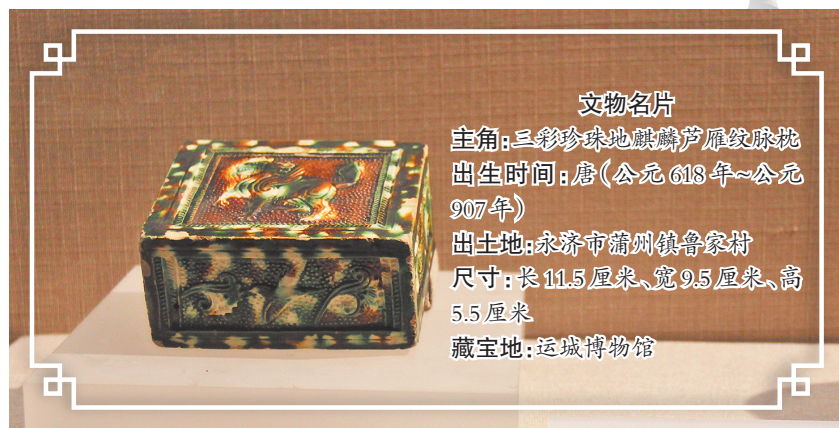 文物名片
主角：三彩珍珠地麒麟芦雁纹脉枕
出生时间：唐（公元618年~公元
907年）
出土地：永济市蒲州镇鲁家村
尺寸：长11.5厘米、宽9.5厘米、高
5.5厘米
藏宝地：运城博物馆